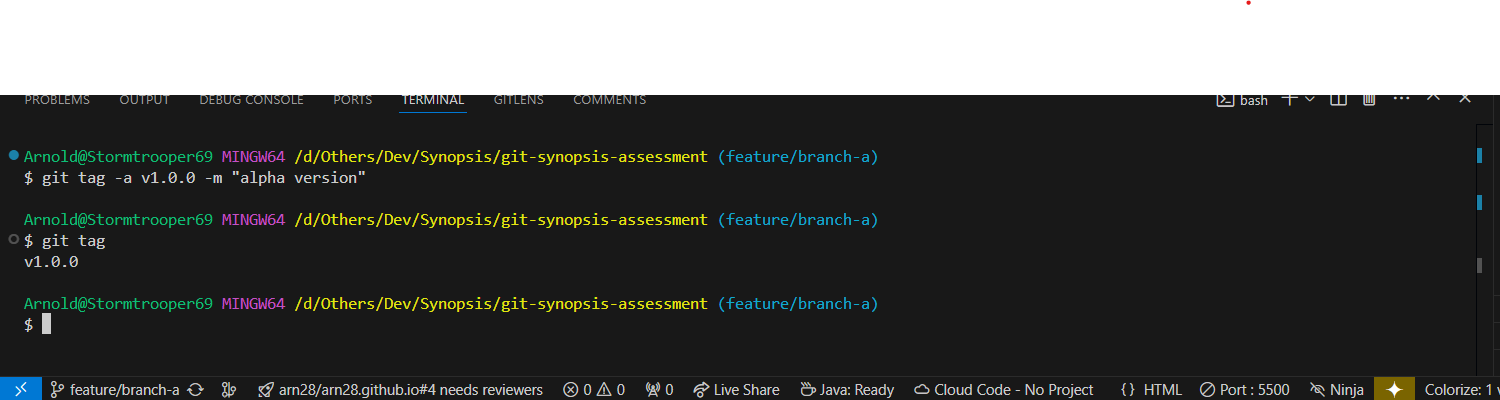 PROBLEMS OUTPUT DEBUG CONSOLE PORTS TERMINAL GITLENS COMMENTS bash
Arnold@Stormtrooper69 MINGW64 /d/Others/Dev/Synopsis/git-synopsis-assessment (feature/branch-a)
$ git tag -a v1.0.0 -m "alpha version"
Arnold@Stormtrooper69 MINGW64 /d/Others/Dev/Synopsis/git-synopsis-assessment (feature/branch-a)
$ git tag
v1.0.0
Arnold@Stormtrooper69 MINGW64 /d/Others/Dev/Synopsis/git-synopsis-assessment (feature/branch-a)
$
feature/branch-a arn28/arn28.github.io#4 needs reviewers 0 0 0 Live Share Java: Ready Cloud Code - No Project {} HTML Port : 5500 Ninja Colorize: 1